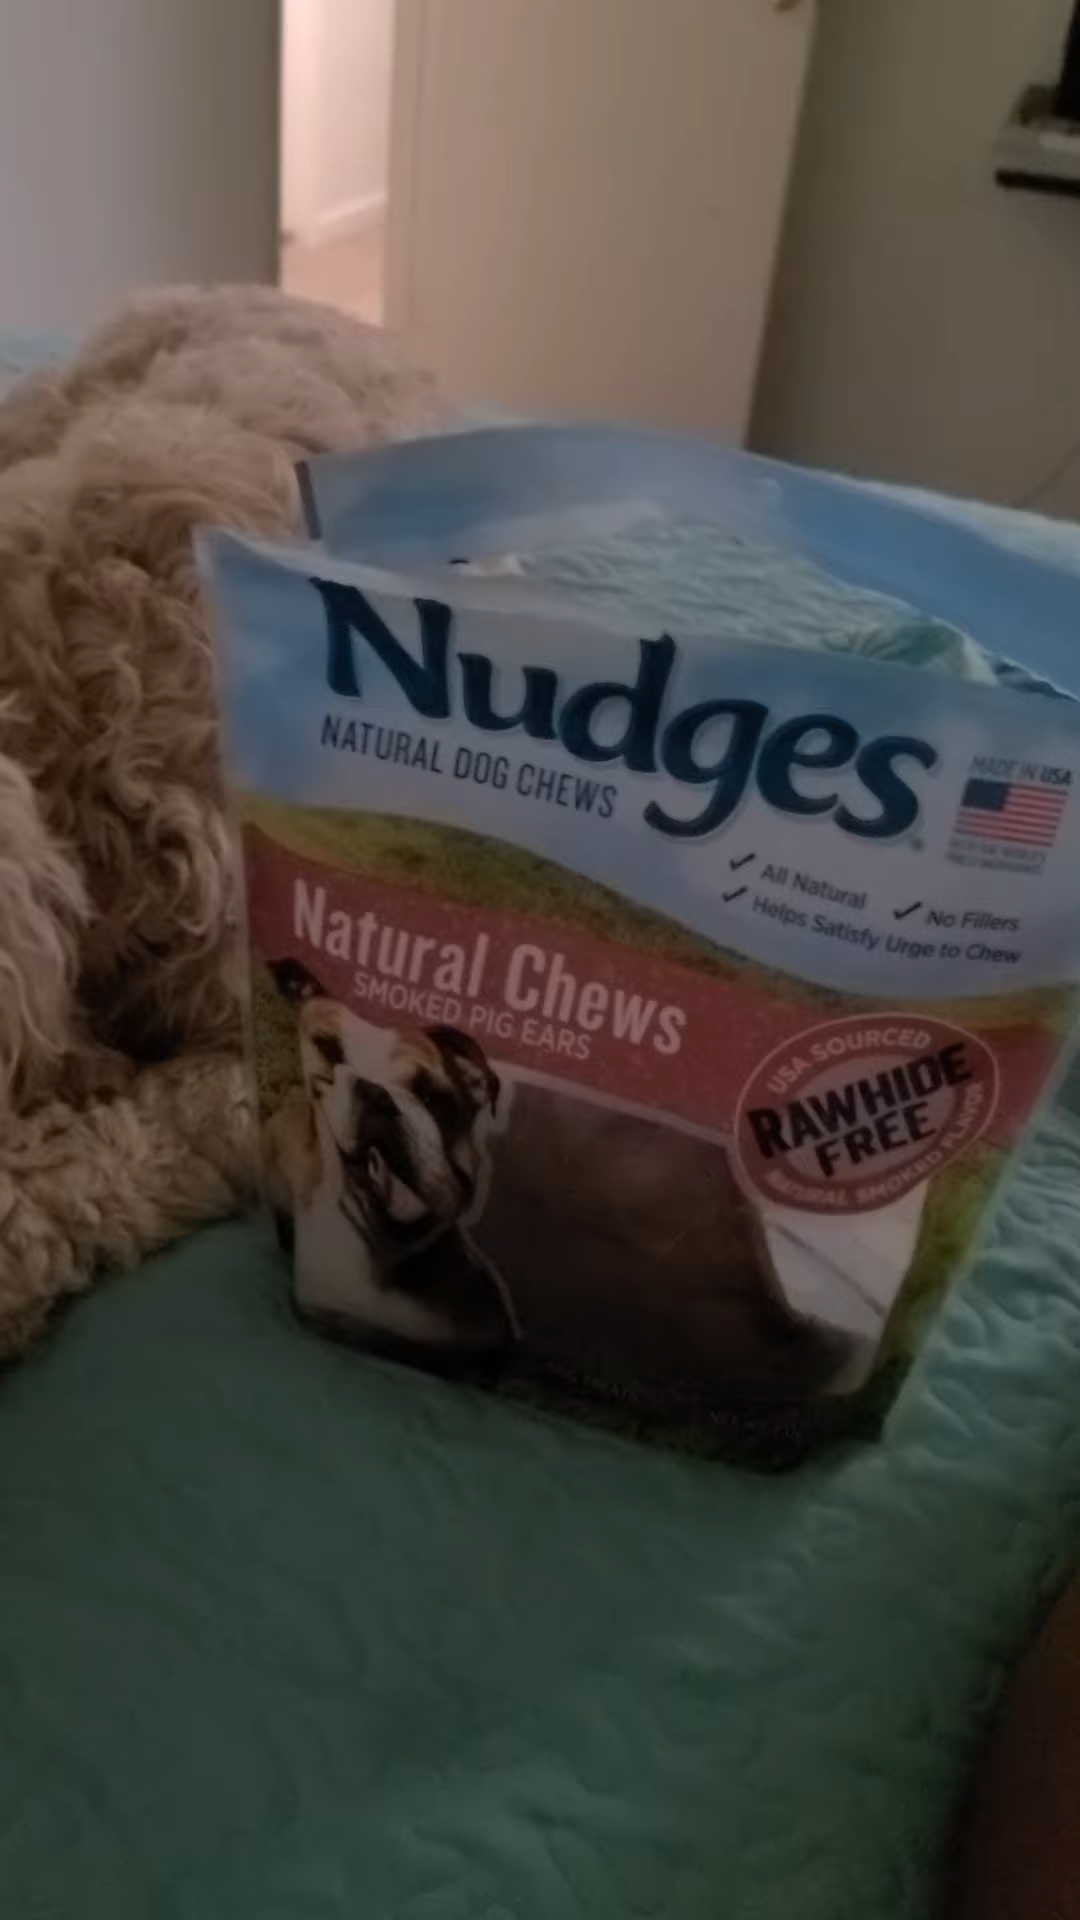 Nudges
NATURAL DOG CHEWS
MADE IN USA
✓ All Natural
✓ No Fillers
✓ Helps Satisfy Urge to Chew
Natural Chews
SMOKED PIG EARS
USA SOURCED
RAWHIDE
FREE
NATURAL SMOKED FLAVOR